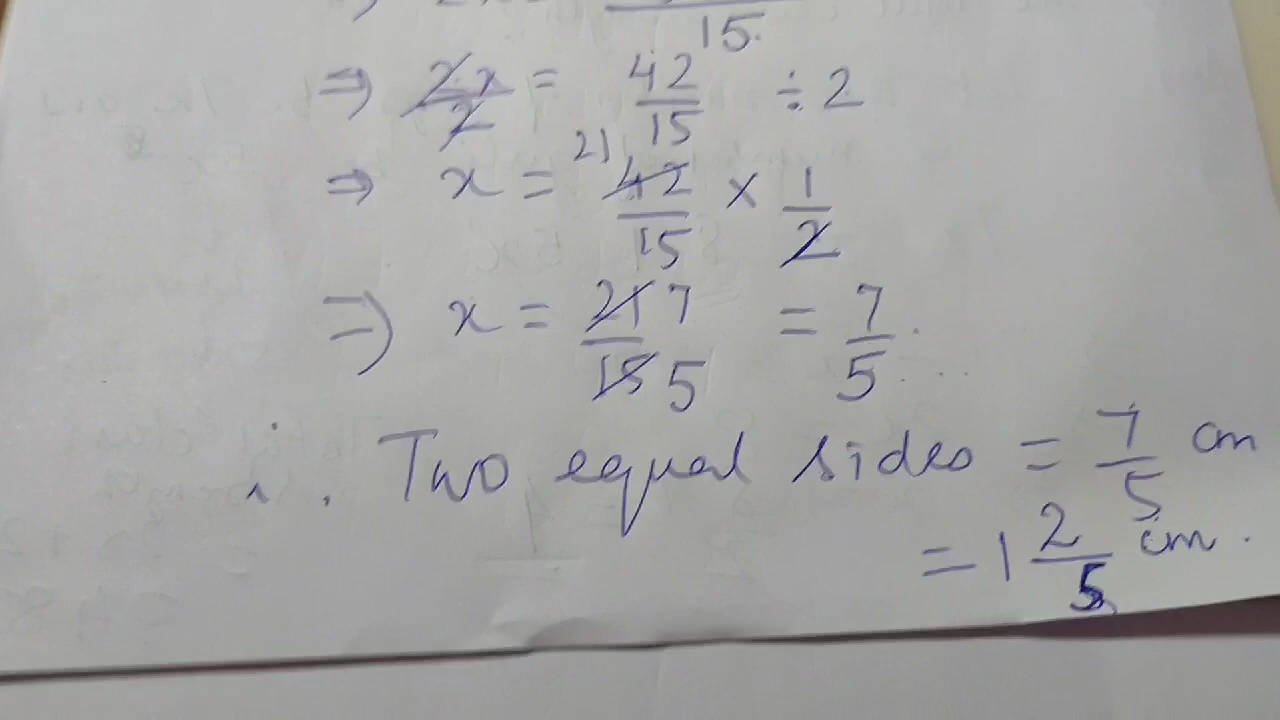 15.
⇒ 2x/2 = 42/15 ÷ 2
⇒ x = 21 42/15 × 1/2
⇒ x = 21 7/15 5 = 7/5.
∴ Two equal sides = 7/5 cm
= 1 2/5 cm.